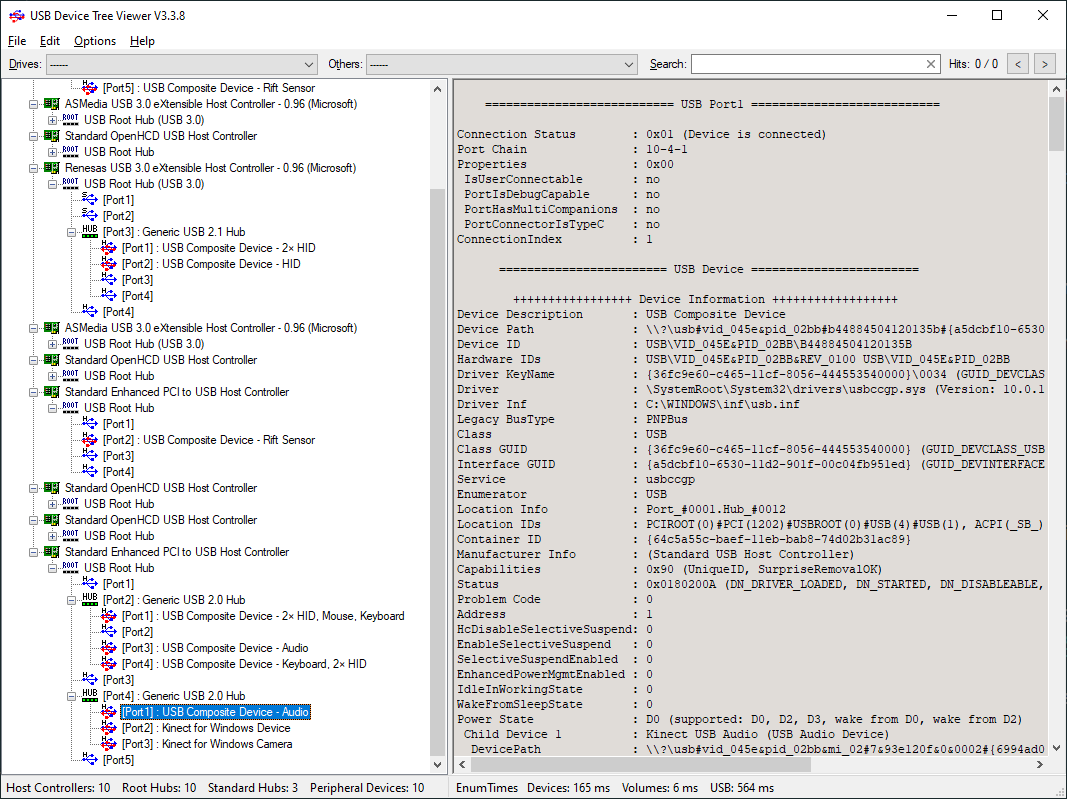 USB Device Tree Viewer V3.3.8
File Edit Options Help
Drives: ------ Others: ------ Search: Hits: 0 / 0 < >
[Port5] : USB Composite Device - Rift Sensor
ASMedia USB 3.0 eXtensible Host Controller - 0.96 (Microsoft)
ROOT USB Root Hub (USB 3.0)
Standard OpenHCD USB Host Controller
ROOT USB Root Hub
Renesas USB 3.0 eXtensible Host Controller - 0.96 (Microsoft)
ROOT USB Root Hub (USB 3.0)
[Port1]
[Port2]
HUB [Port3] : Generic USB 2.1 Hub
[Port1] : USB Composite Device - 2× HID
[Port2] : USB Composite Device - HID
[Port3]
[Port4]
[Port4]
ASMedia USB 3.0 eXtensible Host Controller - 0.96 (Microsoft)
ROOT USB Root Hub (USB 3.0)
Standard OpenHCD USB Host Controller
ROOT USB Root Hub
Standard Enhanced PCI to USB Host Controller
ROOT USB Root Hub
[Port1]
[Port2] : USB Composite Device - Rift Sensor
[Port3]
[Port4]
Standard OpenHCD USB Host Controller
ROOT USB Root Hub
Standard OpenHCD USB Host Controller
ROOT USB Root Hub
Standard Enhanced PCI to USB Host Controller
ROOT USB Root Hub
[Port1]
HUB [Port2] : Generic USB 2.0 Hub
[Port1] : USB Composite Device - 2× HID, Mouse, Keyboard
[Port2]
[Port3] : USB Composite Device - Audio
[Port4] : USB Composite Device - Keyboard, 2× HID
[Port3]
HUB [Port4] : Generic USB 2.0 Hub
[Port1] : USB Composite Device - Audio
[Port2] : Kinect for Windows Device
[Port3] : Kinect for Windows Camera
[Port5]
=========================== USB Port1 ===========================
Connection Status : 0x01 (Device is connected)
Port Chain : 10-4-1
Properties : 0x00
IsUserConnectable : no
PortIsDebugCapable : no
PortHasMultiCompanions : no
PortConnectorIsTypeC : no
ConnectionIndex : 1
======================== USB Device ========================
+++++++++++++++++ Device Information ++++++++++++++++++
Device Description : USB Composite Device
Device Path : \\?\usb#vid_045e&pid_02bb#b44884504120135b#{a5dcbf10-6530
Device ID : USB\VID_045E&PID_02BB\B44884504120135B
Hardware IDs : USB\VID_045E&PID_02BB&REV_0100 USB\VID_045E&PID_02BB
Driver KeyName : {36fc9e60-c465-11cf-8056-444553540000}\0034 (GUID_DEVCLAS
Driver : \SystemRoot\System32\drivers\usbccgp.sys (Version: 10.0.1
Driver Inf : C:\WINDOWS\inf\usb.inf
Legacy BusType : PNPBus
Class : USB
Class GUID : {36fc9e60-c465-11cf-8056-444553540000} (GUID_DEVCLASS_USB
Interface GUID : {a5dcbf10-6530-11d2-901f-00c04fb951ed} (GUID_DEVINTERFACE
Service : usbccgp
Enumerator : USB
Location Info : Port_#0001.Hub_#0012
Location IDs : PCIROOT(0)#PCI(1202)#USBROOT(0)#USB(4)#USB(1), ACPI(_SB_)
Container ID : {64c5a55c-baef-11eb-bab8-74d02b31ac89}
Manufacturer Info : (Standard USB Host Controller)
Capabilities : 0x90 (UniqueID, SurpriseRemovalOK)
Status : 0x0180200A (DN_DRIVER_LOADED, DN_STARTED, DN_DISABLEABLE,
Problem Code : 0
Address : 1
HcDisableSelectiveSuspend: 0
EnableSelectiveSuspend : 0
SelectiveSuspendEnabled : 0
EnhancedPowerMgmtEnabled : 0
IdleInWorkingState : 0
WakeFromSleepState : 0
Power State : D0 (supported: D0, D2, D3, wake from D0, wake from D2)
Child Device 1 : Kinect USB Audio (USB Audio Device)
DevicePath : \\?\usb#vid_045e&pid_02bb&mi_02#7&93e120f&0&0002#{6994ad0
Host Controllers: 10 Root Hubs: 10 Standard Hubs: 3 Peripheral Devices: 10 EnumTimes Devices: 165 ms Volumes: 6 ms USB: 564 ms